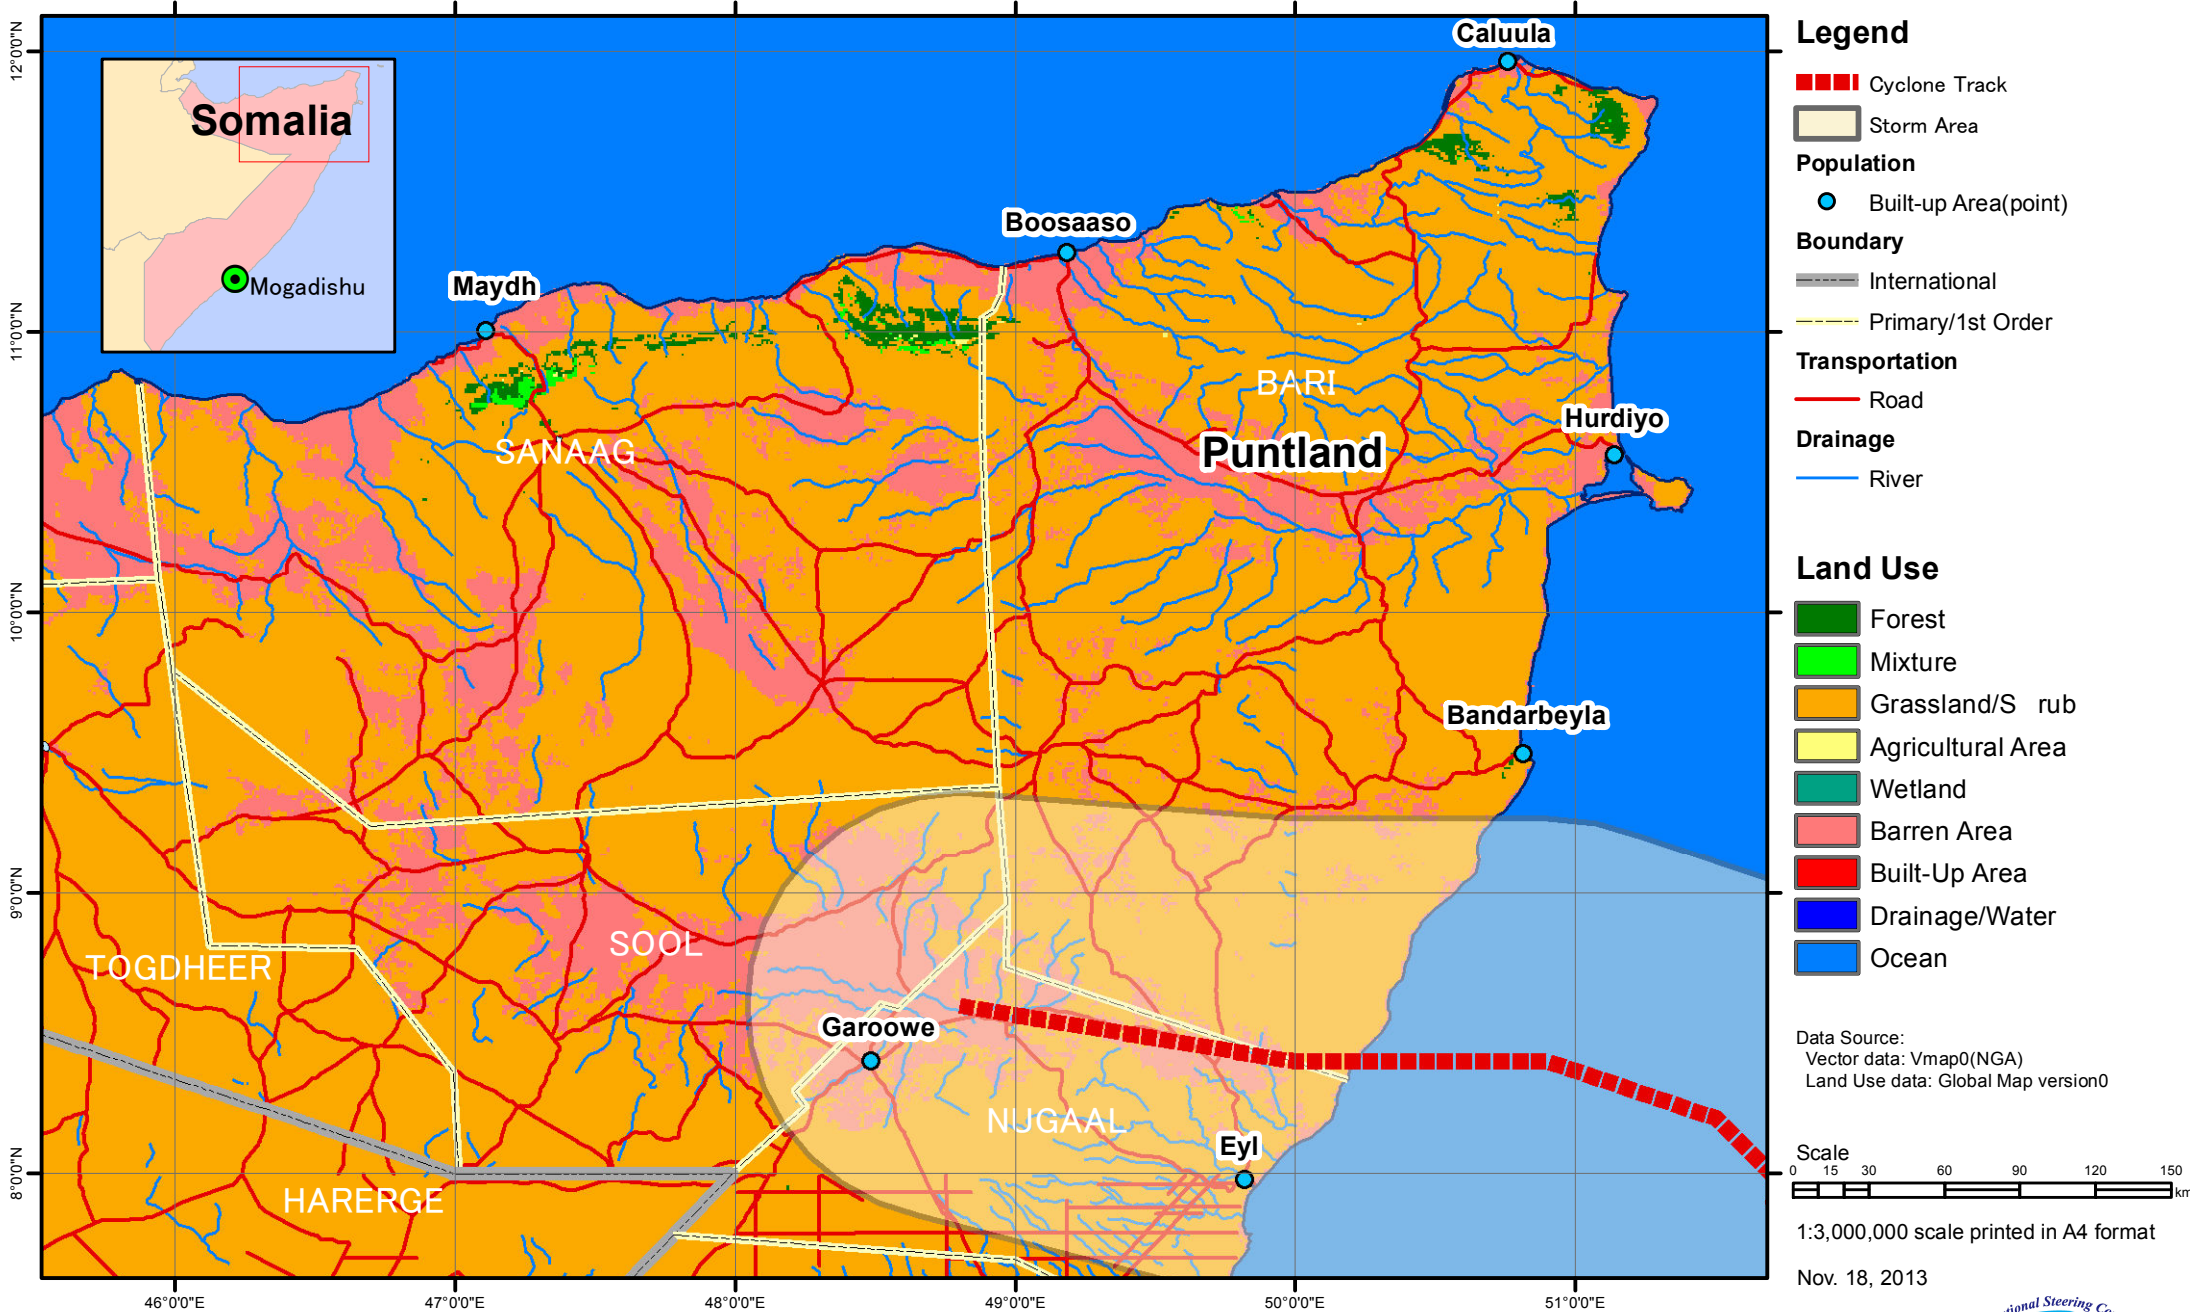 12°0'0"N
11°0'0"N
10°0'0"N
9°0'0"N
8°0'0"N
46°0'0"E
47°0'0"E
48°0'0"E
49°0'0"E
50°0'0"E
51°0'0"E
Somalia
Mogadishu
Caluula
Boosaaso
Maydh
BARI
Hurdiyo
SANAAG
Puntland
Bandarbeyla
SOOL
TOGDHEER
Garoowe
NUGAAL
Eyl
HARERGE
Legend
Cyclone Track
Storm Area
Population
Built-up Area(point)
Boundary
International
Primary/1st Order
Transportation
Road
Drainage
River
Land Use
Forest
Mixture
Grassland/S rub
Agricultural Area
Wetland
Barren Area
Built-Up Area
Drainage/Water
Ocean
Data Source:
Vector data: Vmap0(NGA)
Land Use data: Global Map version0
Scale
0 15 30 60 90 120 150
km
1:3,000,000 scale printed in A4 format
Nov. 18, 2013
Steering